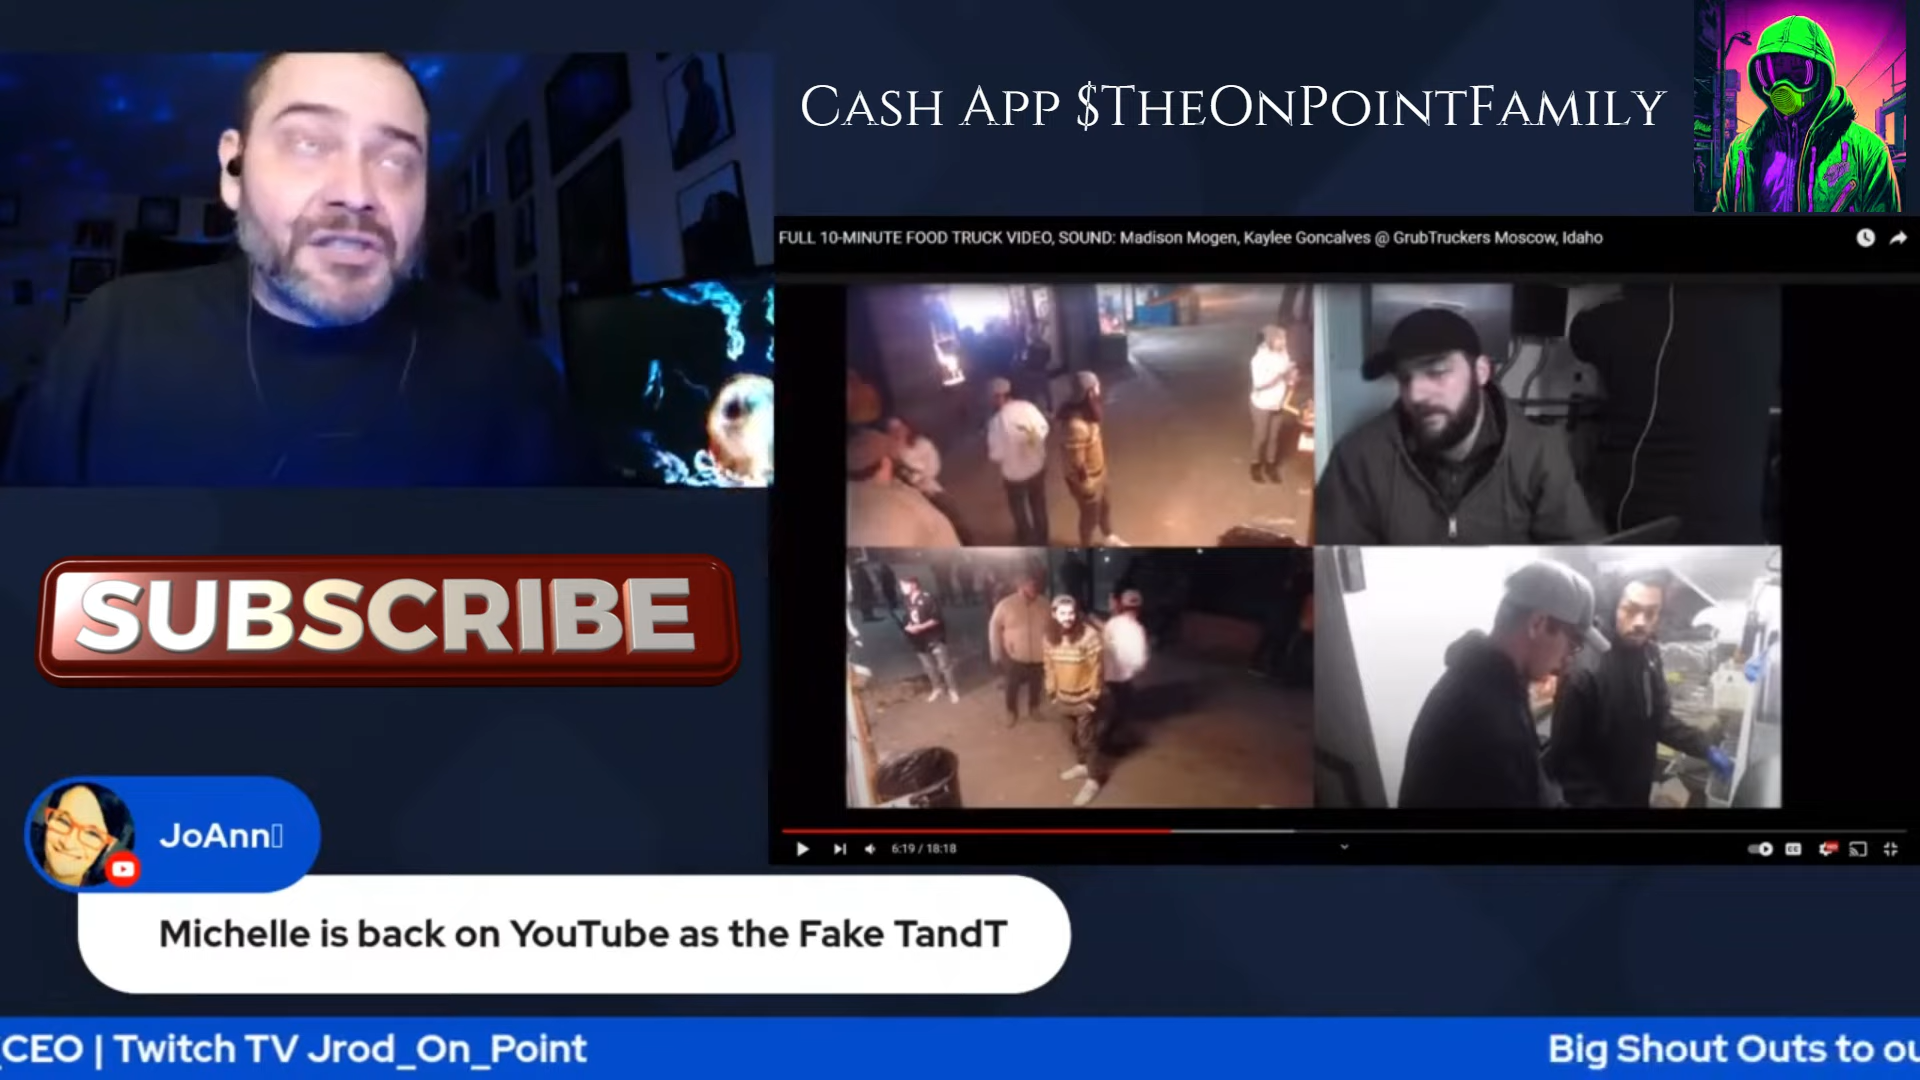 CASH APP $THEONPOINTFAMILY
FULL 10-MINUTE FOOD TRUCK VIDEO, SOUND: Madison Mogen, Kaylee Goncalves @ GrubTruckers Moscow, Idaho
SUBSCRIBE
6:19 / 18:18
JoAnn
Michelle is back on YouTube as the Fake TandT
CEO | Twitch TV Jrod_On_Point
Big Shout Outs to ou